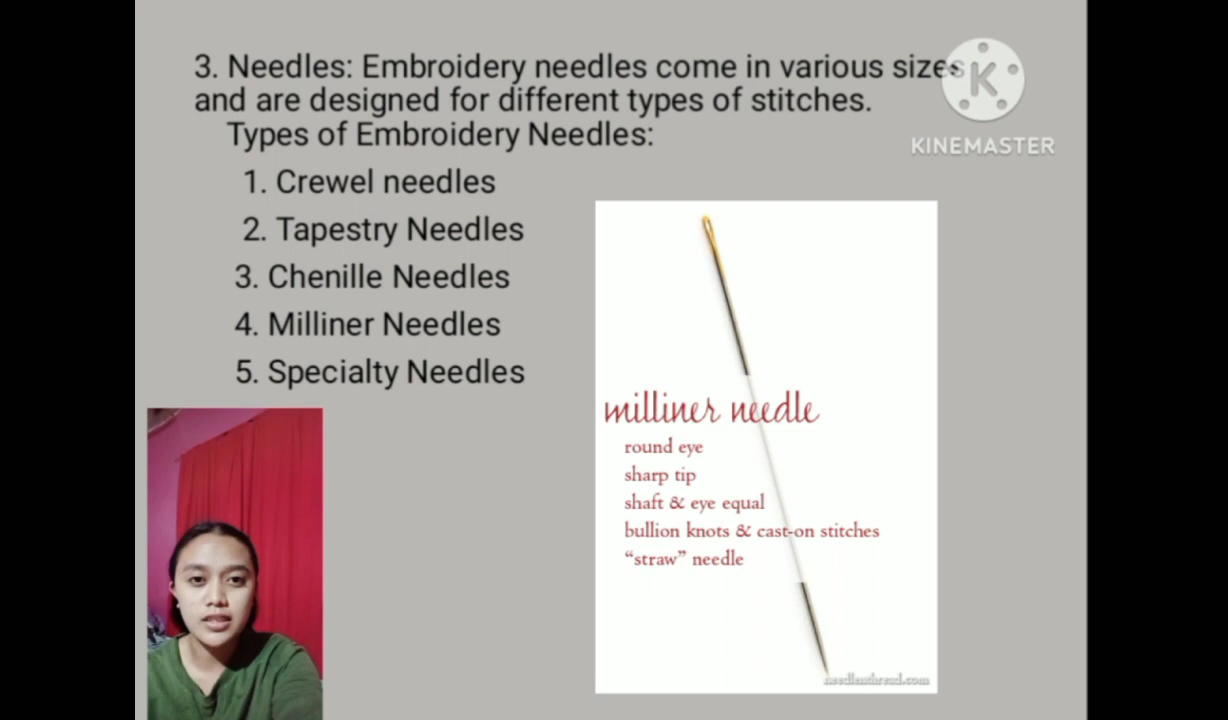 3. Needles: Embroidery needles come in various sizes
and are designed for different types of stitches.
Types of Embroidery Needles:
1. Crewel needles
2. Tapestry Needles
3. Chenille Needles
4. Milliner Needles
5. Specialty Needles
KINEMASTER
milliner needle
round eye
sharp tip
shaft & eye equal
bullion knots & cast-on stitches
“straw” needle
needlenthread.com